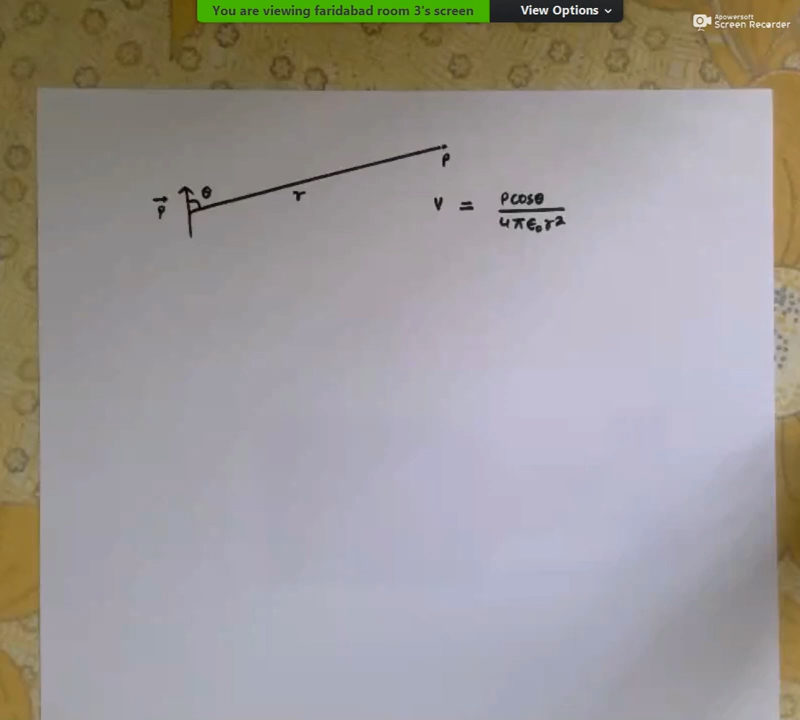 You are viewing faridabad room 3's screen
View Options
Apowersoft
Screen Recorder
P
θ
p⃗
r
V = pcosθ / 4πϵ₀r²